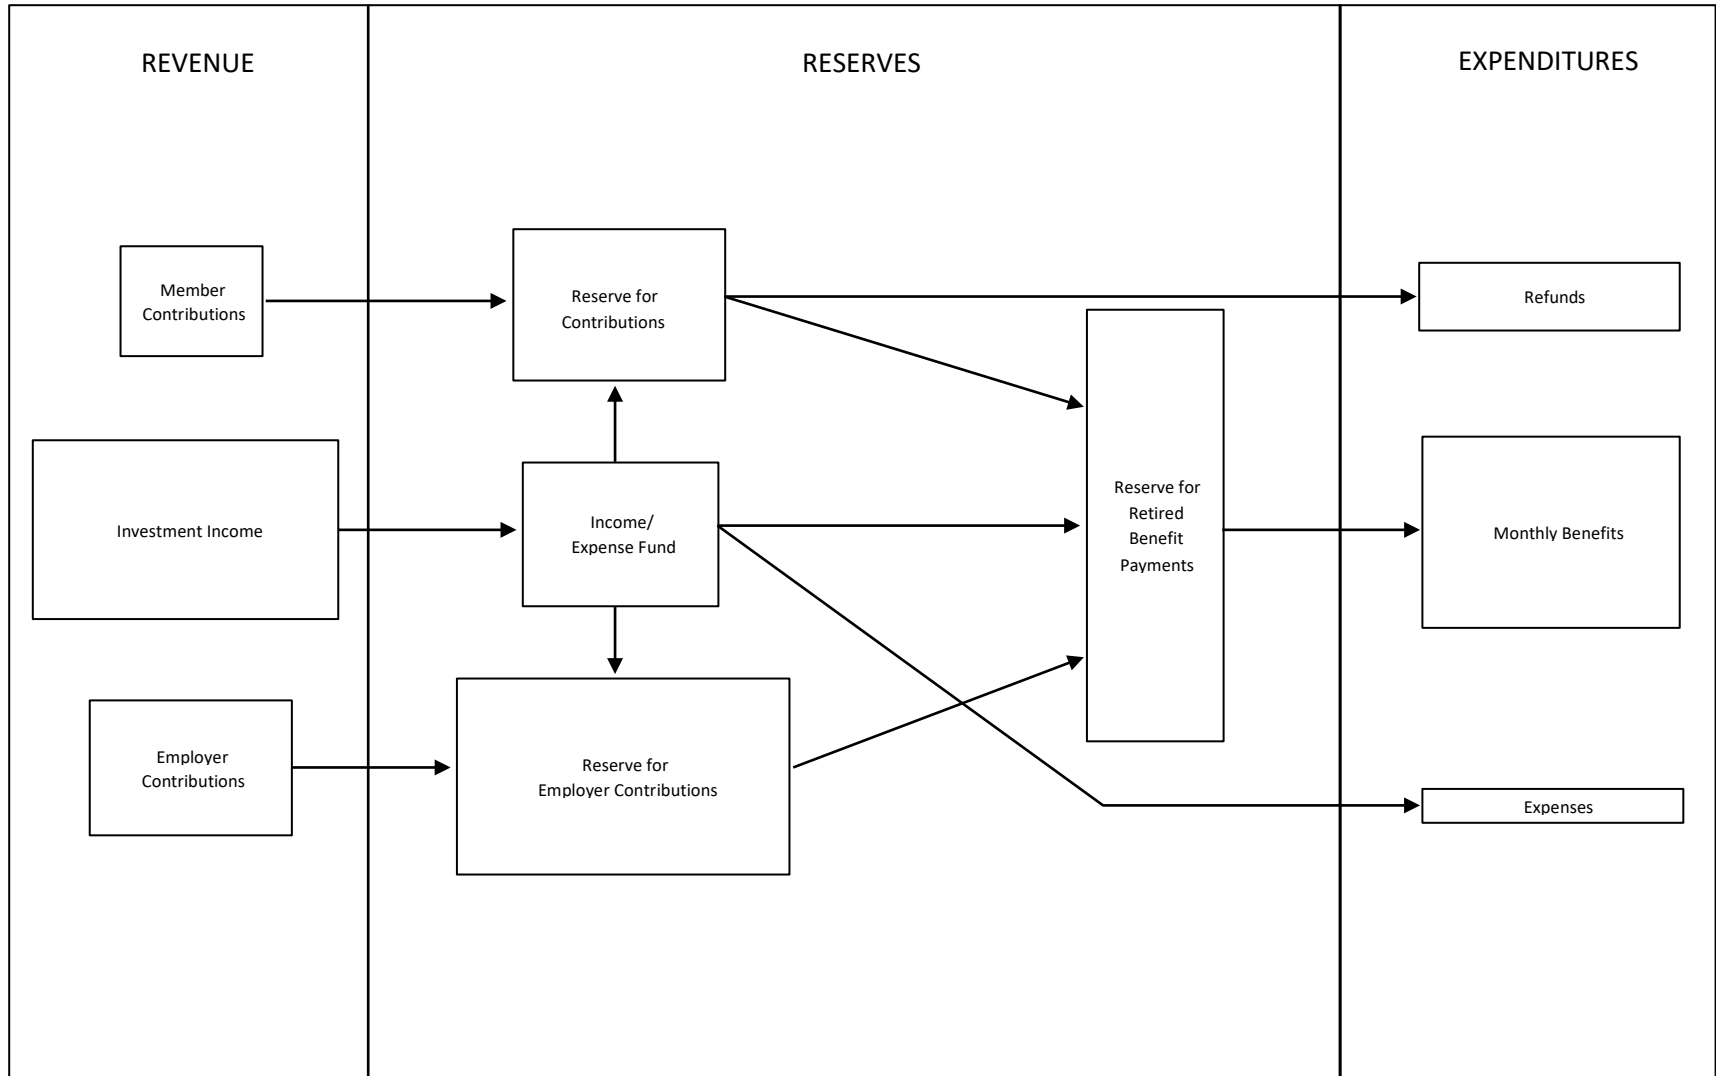 REVENUE
RESERVES
EXPENDITURES
Member
Contributions
Reserve for
Contributions
Refunds
Investment Income
Income/
Expense Fund
Reserve for
Retired
Benefit
Payments
Monthly Benefits
Employer
Contributions
Reserve for
Employer Contributions
Expenses